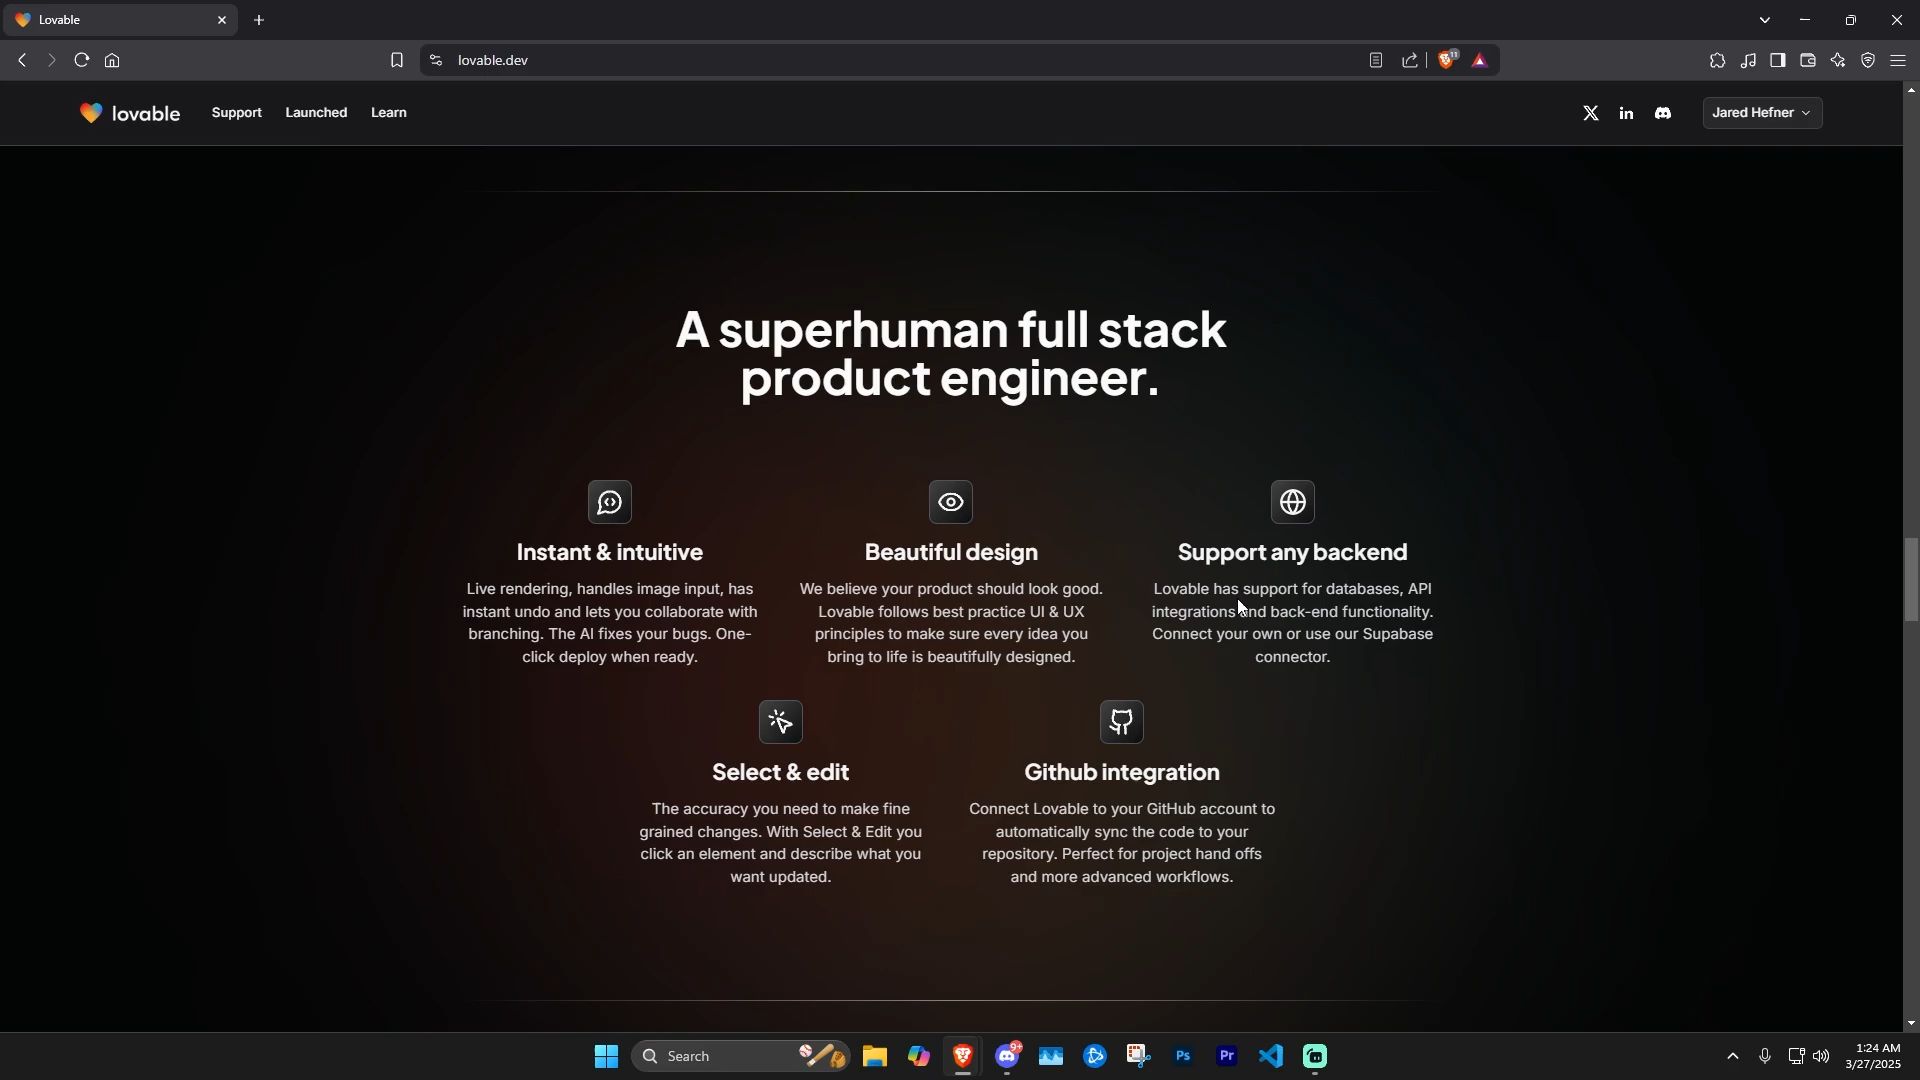 Lovable
lovable.dev
11
lovable
Support
Launched
Learn
in
Jared Hefner
A superhuman full stack
product engineer.
Instant & intuitive
Live rendering, handles image input, has
instant undo and lets you collaborate with
branching. The AI fixes your bugs. One-
click deploy when ready.
Beautiful design
We believe your product should look good.
Lovable follows best practice UI & UX
principles to make sure every idea you
bring to life is beautifully designed.
Support any backend
Lovable has support for databases, API
integrations and back-end functionality.
Connect your own or use our Supabase
connector.
Select & edit
The accuracy you need to make fine
grained changes. With Select & Edit you
click an element and describe what you
want updated.
Github integration
Connect Lovable to your GitHub account to
automatically sync the code to your
repository. Perfect for project hand offs
and more advanced workflows.
Search
9+
Ps
Pr
1:24 AM
3/27/2025